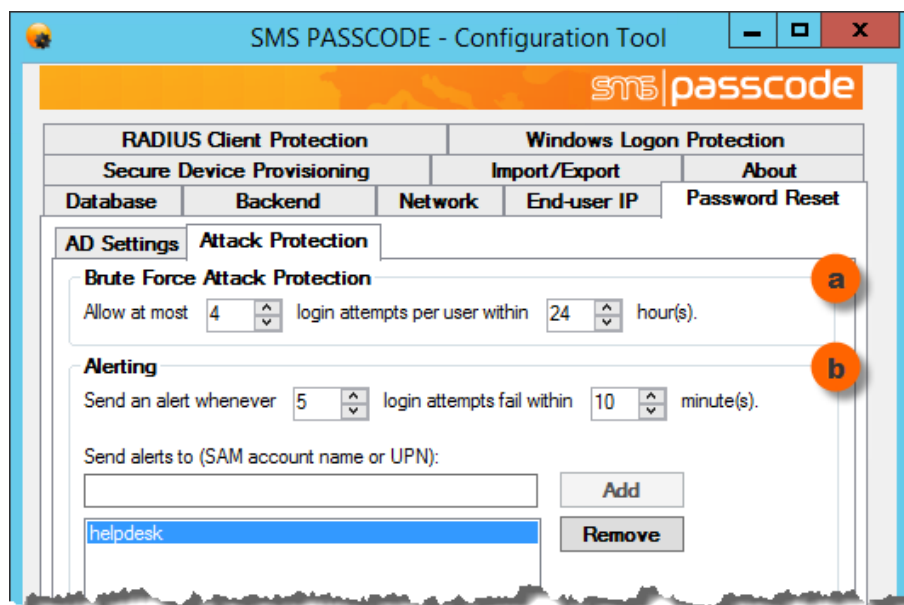 SMS PASSCODE - Configuration Tool
sms|passcode
RADIUS Client Protection Windows Logon Protection
Secure Device Provisioning Import/Export About
Database Backend Network End-user IP Password Reset
AD Settings Attack Protection
Brute Force Attack Protection a
Allow at most 4 login attempts per user within 24 hour(s).
Alerting b
Send an alert whenever 5 login attempts fail within 10 minute(s).
Send alerts to (SAM account name or UPN):
Add
helpdesk Remove